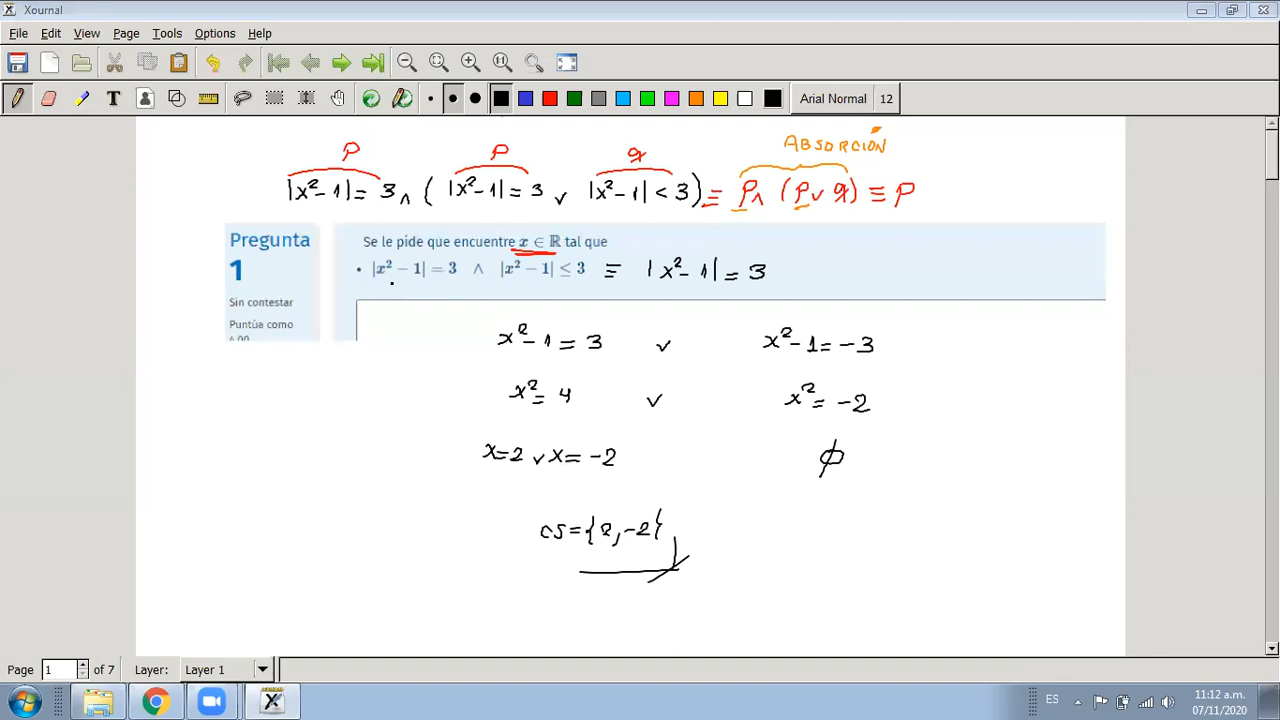 Xournal
File Edit View Page Tools Options Help
Arial Normal 12
p p q ABSORCIÓN
|x²-1| = 3 ∧ ( |x²-1| = 3 ∨ |x²-1| < 3) ≡ p∧ (p∨ q) ≡ p
Pregunta
1
Sin contestar
Puntúa como
Se le pide que encuentre x ∈ ℝ tal que
• |x² − 1| = 3 ∧ |x² − 1| ≤ 3 ≡ |x²-1| = 3
x²-1 = 3 ∨ x²-1 = -3
x² = 4 ∨ x² = -2
x=2 ∨ x = -2 ϕ
CS = {2, -2}
Page 1 of 7 Layer: Layer 1
ES 11:12 a.m.
07/11/2020